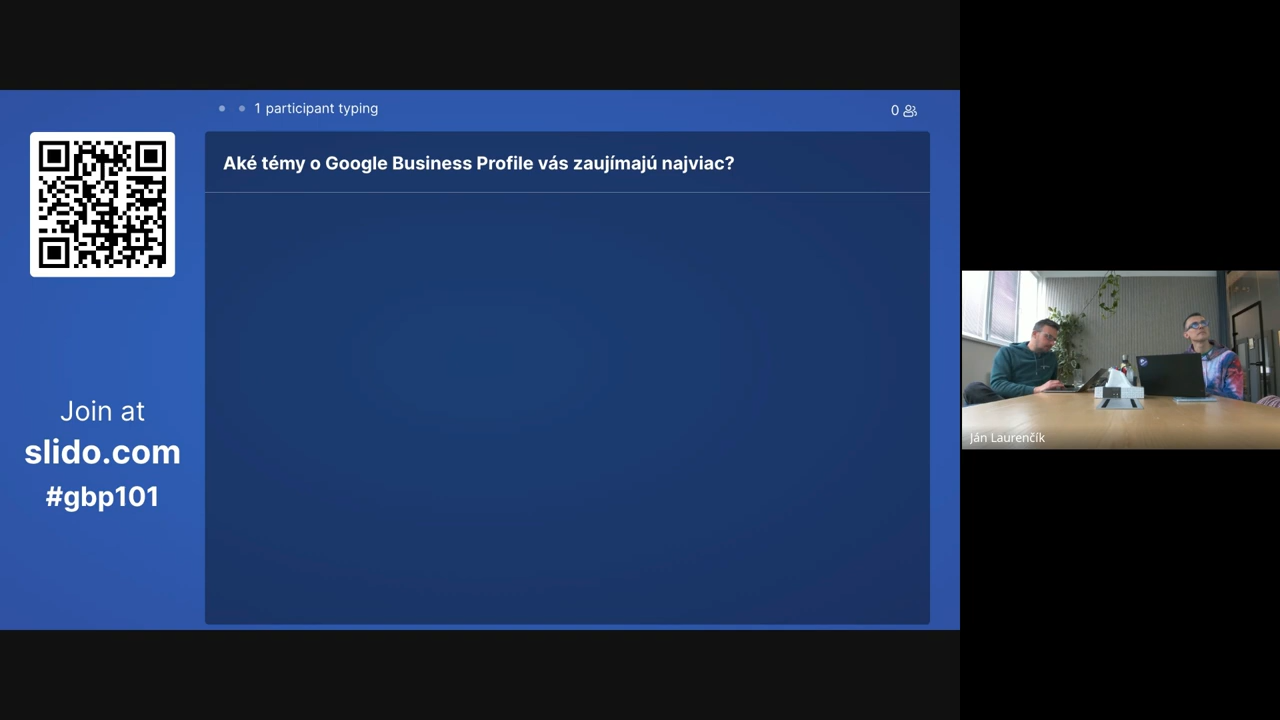 1 participant typing
0
Aké témy o Google Business Profile vás zaujímajú najviac?
Join at
slido.com
#gbp101
Ján Laurenčík